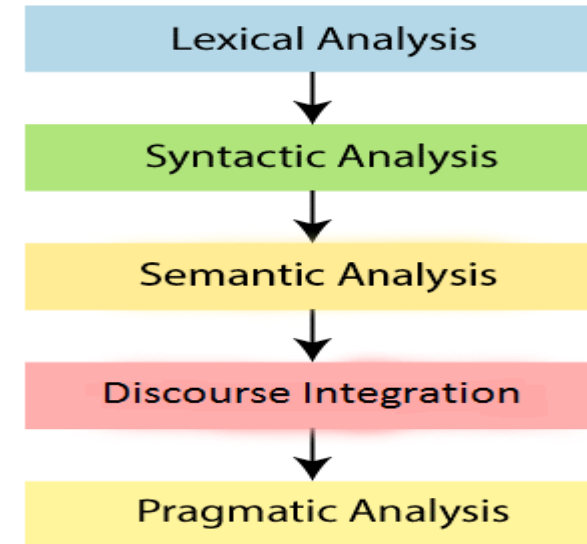 Lexical Analysis
Syntactic Analysis
Semantic Analysis
Discourse Integration
Pragmatic Analysis